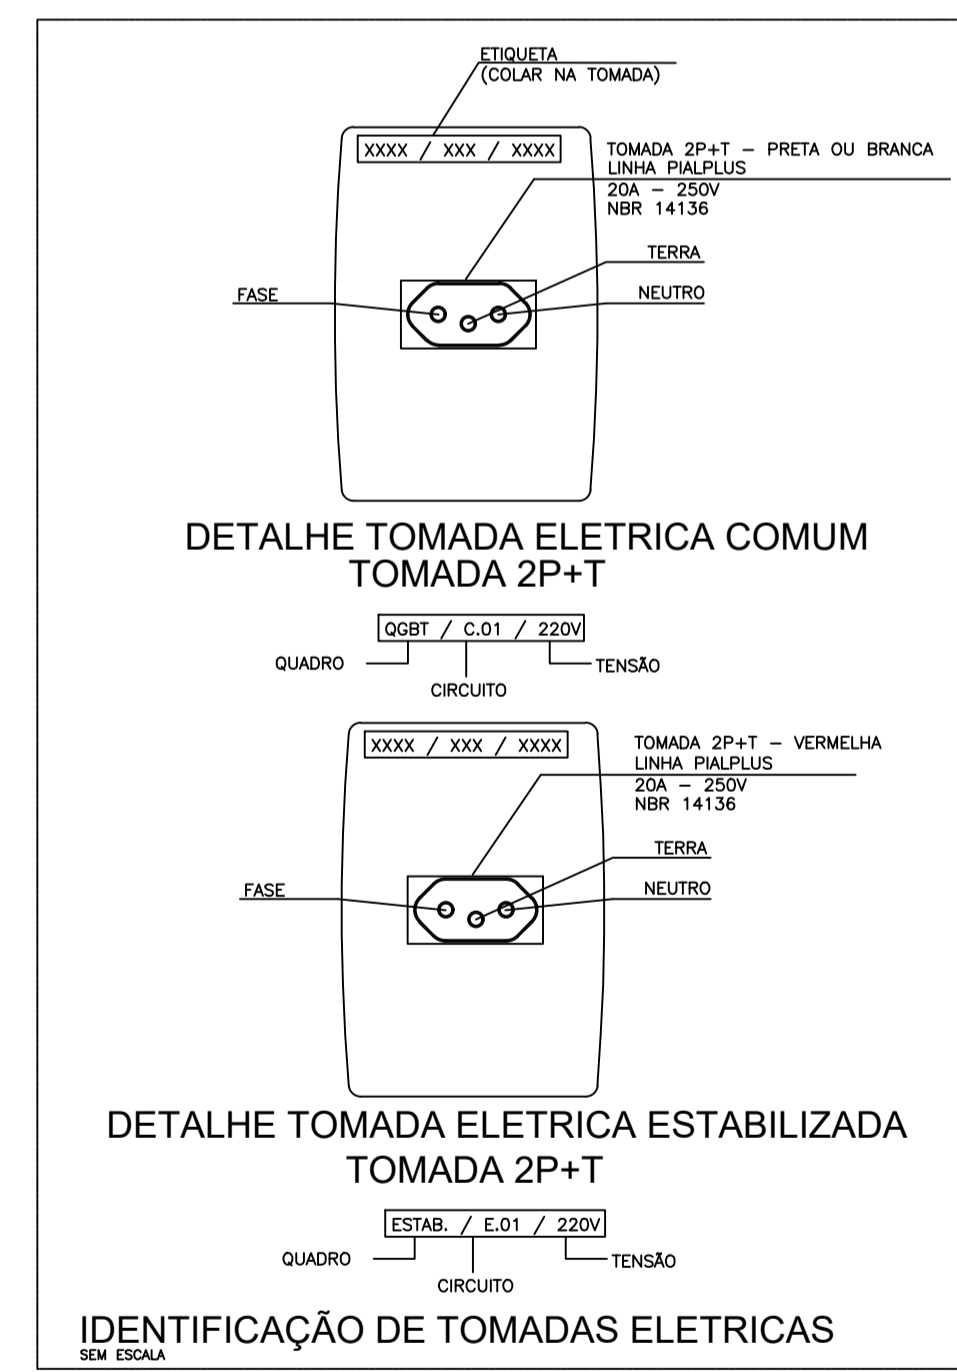 ETIQUETA
(COLAR NA TOMADA)
XXXX / XXX / XXXX
TOMADA 2P+T – PRETA OU BRANCA
LINHA PIALPLUS
20A – 250V
NBR 14136
TERRA
FASE
NEUTRO
DETALHE TOMADA ELETRICA COMUM
TOMADA 2P+T
QGBT / C.01 / 220V
QUADRO
TENSÃO
CIRCUITO
XXXX / XXX / XXXX
TOMADA 2P+T – VERMELHA
LINHA PIALPLUS
20A – 250V
NBR 14136
TERRA
FASE
NEUTRO
DETALHE TOMADA ELETRICA ESTABILIZADA
TOMADA 2P+T
ESTAB. / E.01 / 220V
QUADRO
TENSÃO
CIRCUITO
IDENTIFICAÇÃO DE TOMADAS ELETRICAS
SEM ESCALA